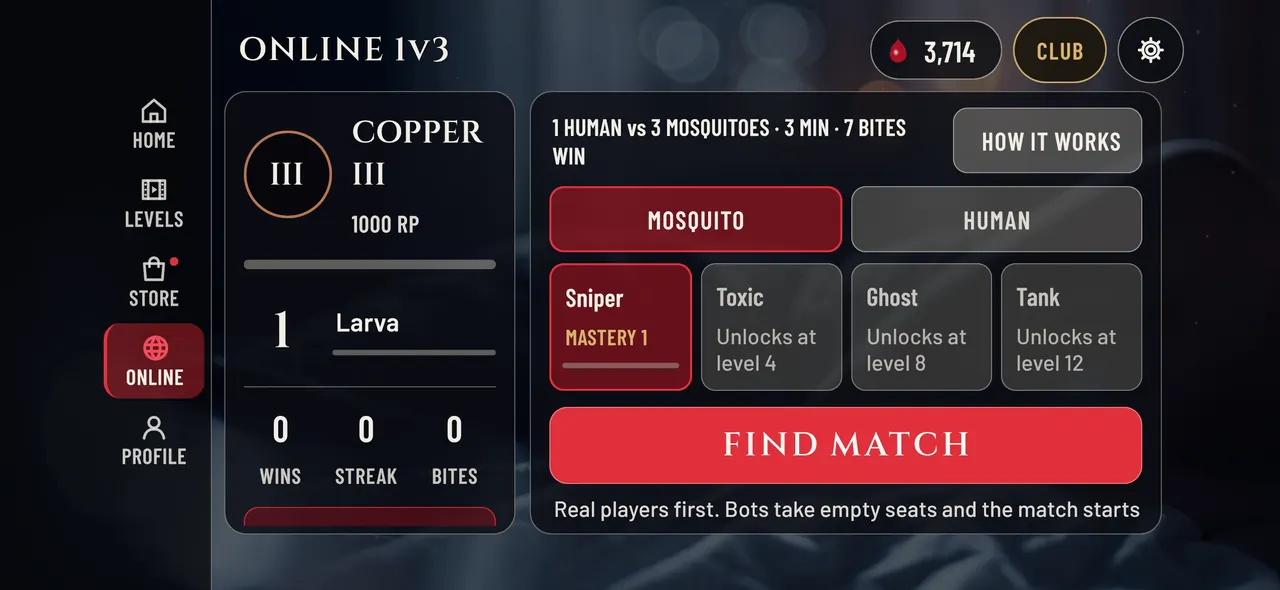 ONLINE 1v3
3,714
CLUB
HOME
LEVELS
STORE
ONLINE
PROFILE
III
COPPER
III
1000 RP
1
Larva
0
0
0
WINS
STREAK
BITES
1 HUMAN vs 3 MOSQUITOES · 3 MIN · 7 BITES
WIN
HOW IT WORKS
MOSQUITO
HUMAN
Sniper
MASTERY 1
Toxic
Unlocks at
level 4
Ghost
Unlocks at
level 8
Tank
Unlocks at
level 12
FIND MATCH
Real players first. Bots take empty seats and the match starts